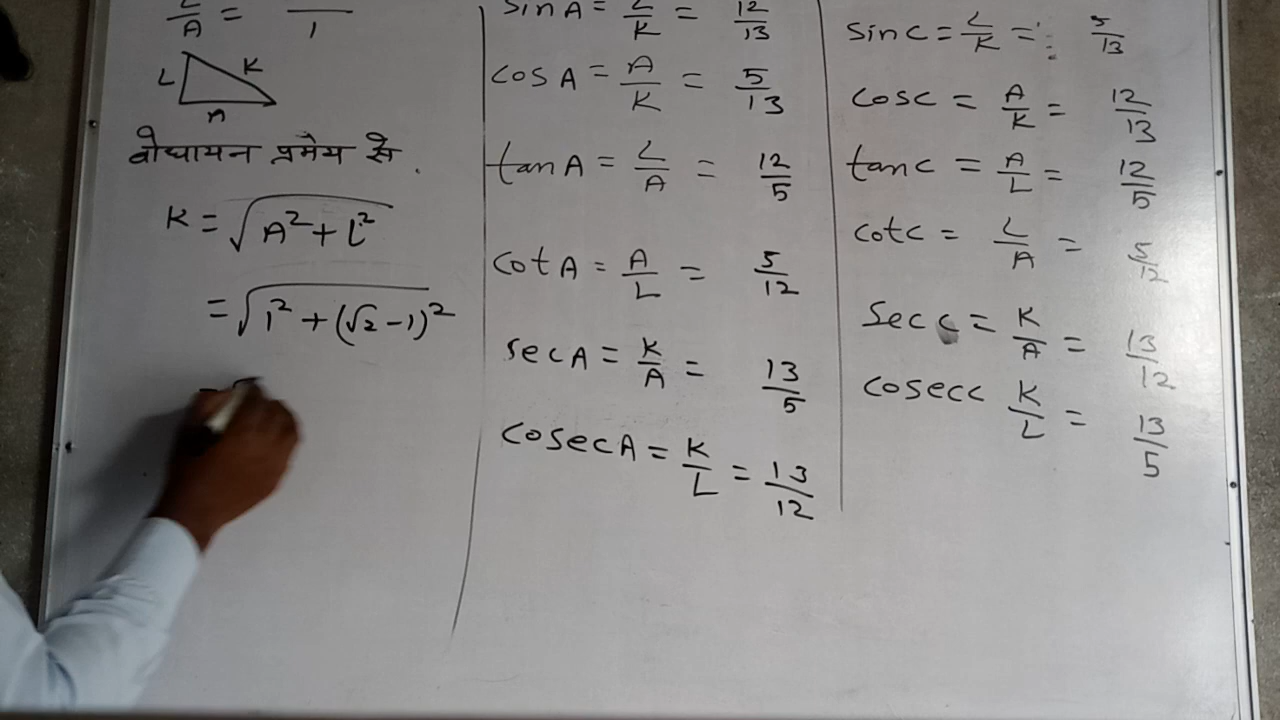 L/A = /1
L K
n
बोधायन प्रमेय से.
K = √A²+L²
= √1²+(√2-1)²
sin A = L/K = 12/13
cos A = A/K = 5/13
tan A = L/A = 12/5
cot A = A/L = 5/12
sec A = K/A = 13/5
cosec A = K/L = 13/12
sin c = L/K = 5/13
cos c = A/K = 12/13
tan c = A/L = 12/5
cot c = L/A = 5/12
sec c = K/A = 13/12
cosec c K/L = 13/5